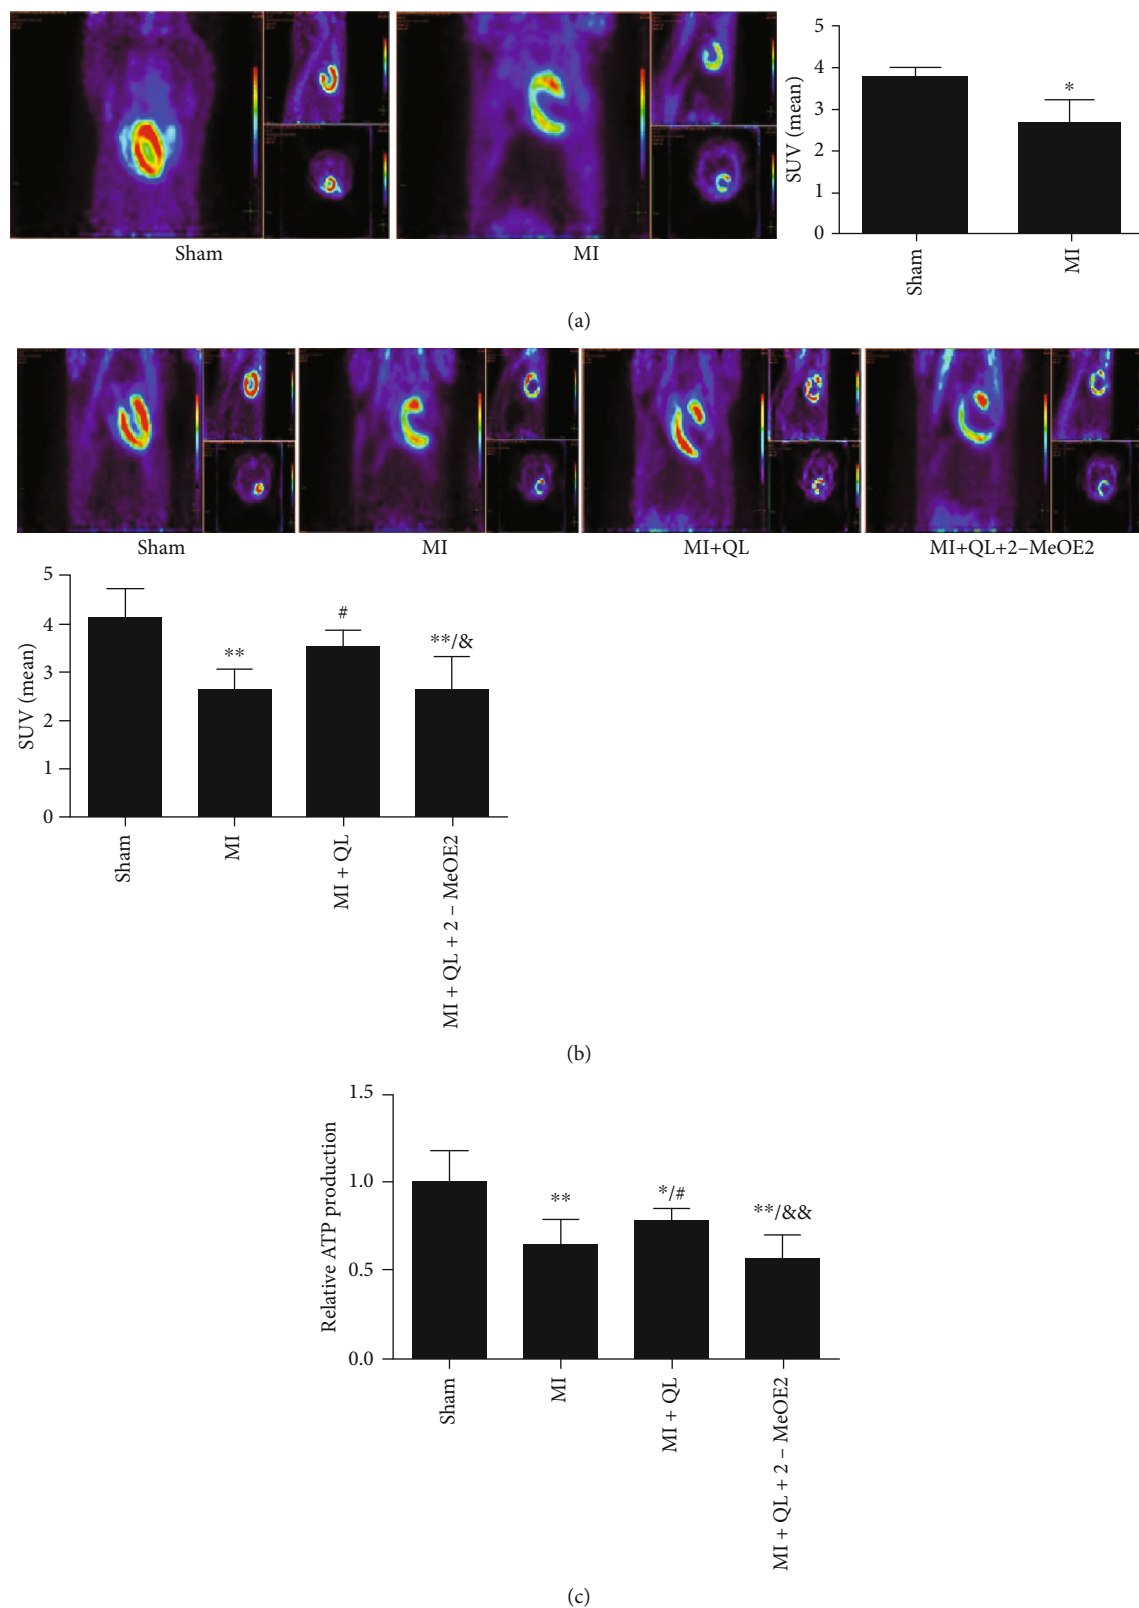 Sham
MI
5
4
3
2
1
0
SUV (mean)
*
Sham
MI
(a)
Sham
MI
MI+QL
MI+QL+2–MeOE2
5
4
3
2
1
0
SUV (mean)
**
#
**/&
Sham
MI
MI + QL
MI + QL + 2 – MeOE2
(b)
1.5
1.0
0.5
0.0
Relative ATP production
**
*/#
**/&&
Sham
MI
MI + QL
MI + QL + 2 – MeOE2
(c)